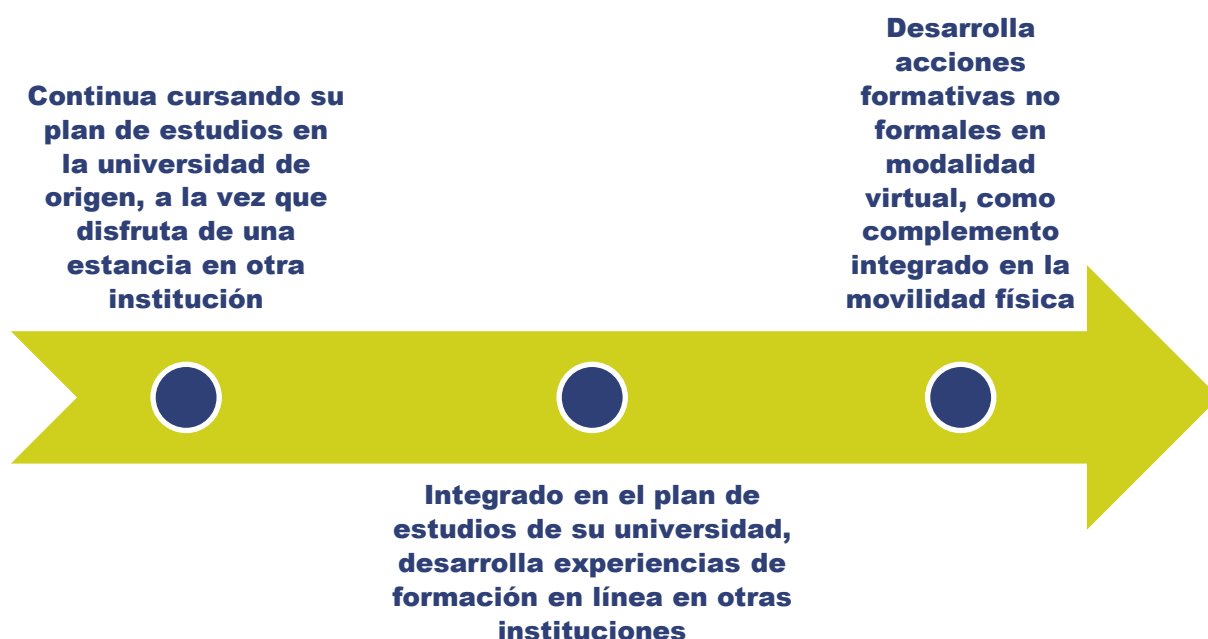 Continua cursando su
plan de estudios en
la universidad de
origen, a la vez que
disfruta de una
estancia en otra
institución
Integrado en el plan de
estudios de su universidad,
desarrolla experiencias de
formación en línea en otras
instituciones
Desarrolla
acciones
formativas no
formales en
modalidad
virtual, como
complemento
integrado en la
movilidad física